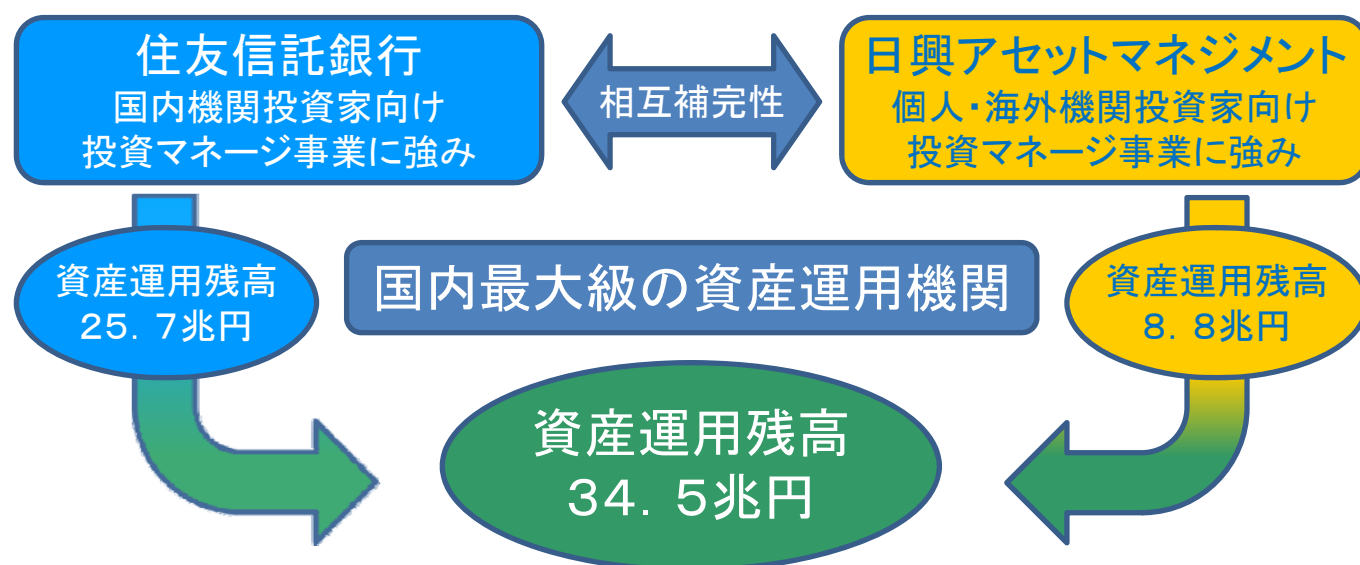 住友信託銀行
国内機関投資家向け
投資マネージ事業に強み
相互補完性
日興アセットマネジメント
個人・海外機関投資家向け
投資マネージ事業に強み
資産運用残高
25．7兆円
国内最大級の資産運用機関
資産運用残高
8．8兆円
資産運用残高
34．5兆円